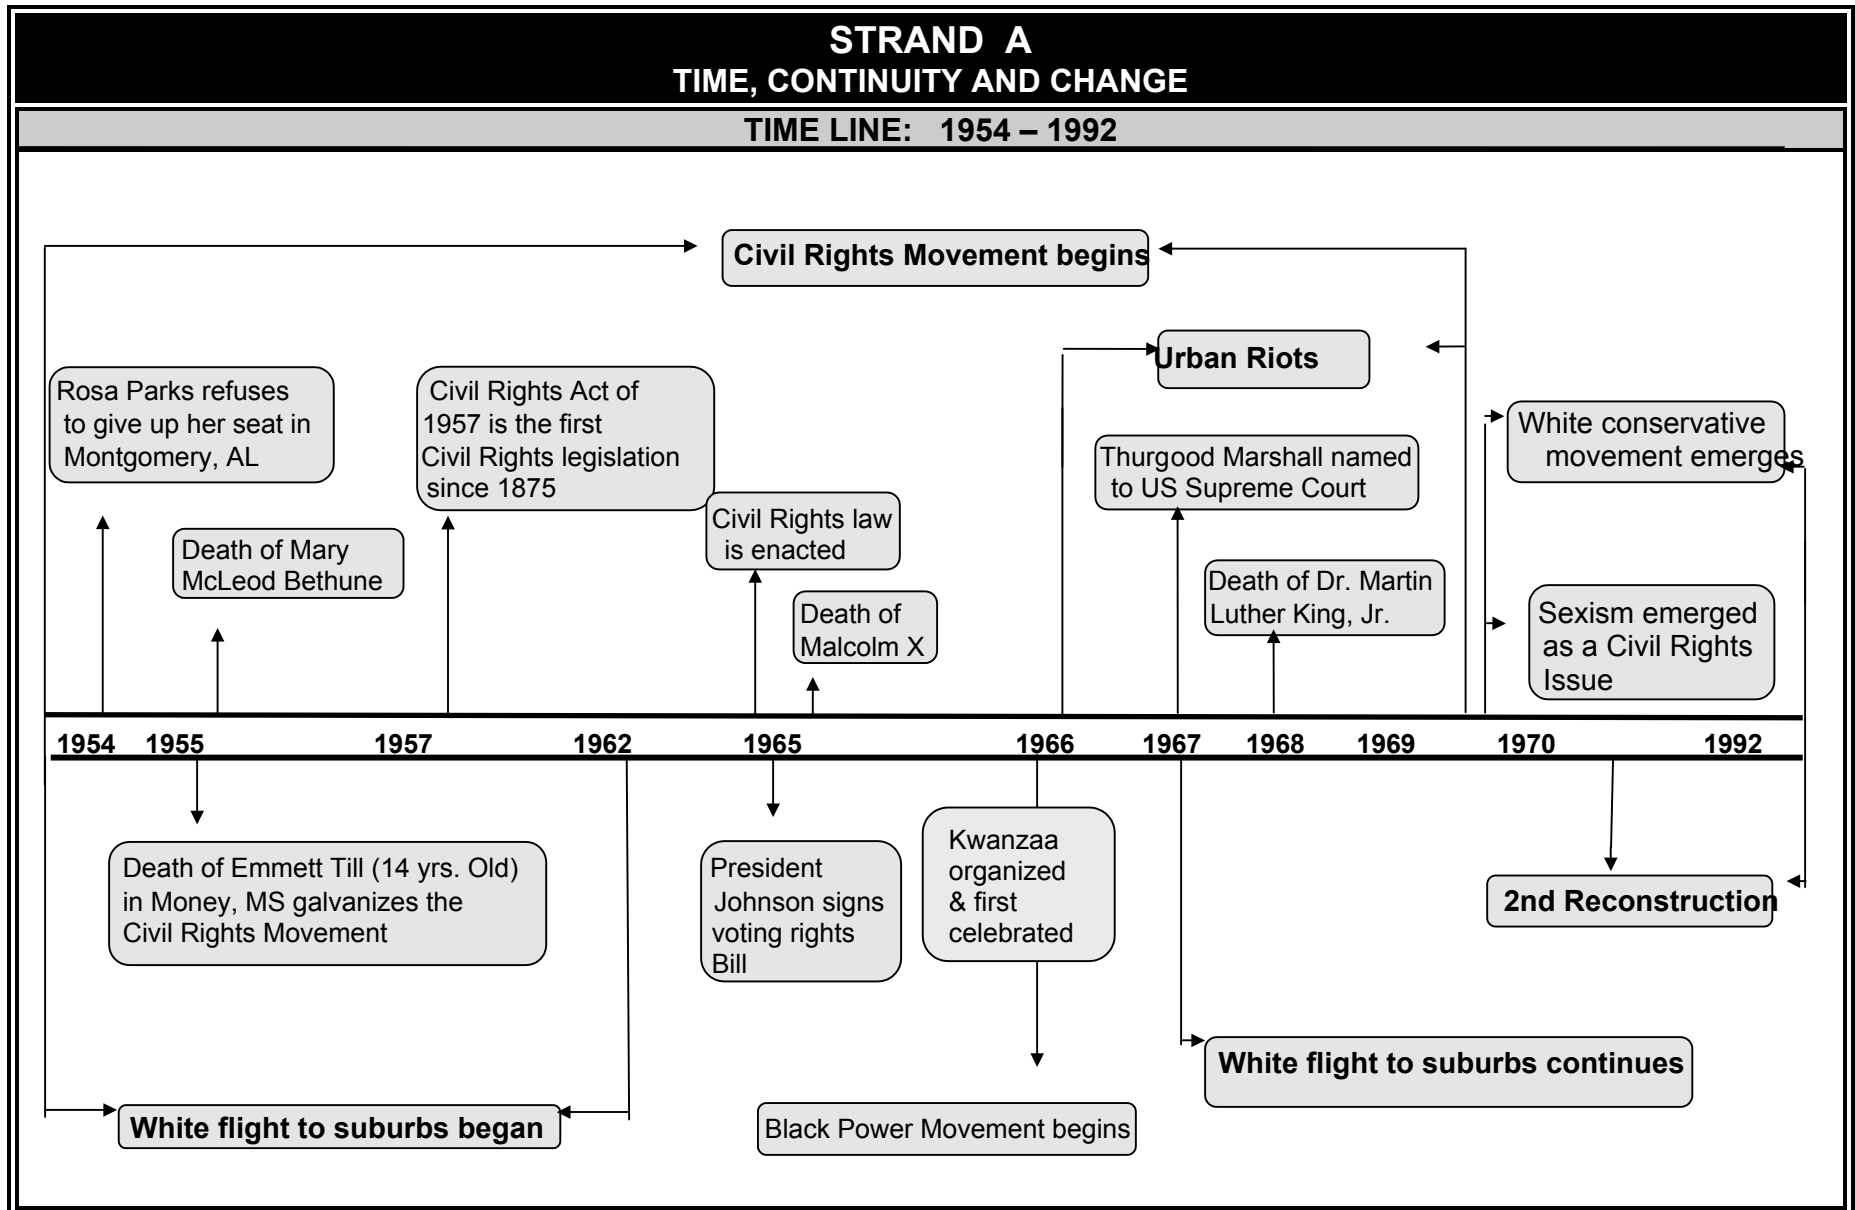 STRAND A
TIME, CONTINUITY AND CHANGE
TIME LINE: 1954 – 1992
Civil Rights Movement begins
Urban Riots
Rosa Parks refuses
to give up her seat in
Montgomery, AL
Civil Rights Act of
1957 is the first
Civil Rights legislation
since 1875
White conservative
movement emerges
Thurgood Marshall named
to US Supreme Court
Civil Rights law
is enacted
Death of Mary
McLeod Bethune
Death of Dr. Martin
Luther King, Jr.
Death of
Malcolm X
Sexism emerged
as a Civil Rights
Issue
1954 1955 1957 1962 1965 1966 1967 1968 1969 1970 1992
Death of Emmett Till (14 yrs. Old)
in Money, MS galvanizes the
Civil Rights Movement
President
Johnson signs
voting rights
Bill
Kwanzaa
organized
& first
celebrated
2nd Reconstruction
White flight to suburbs continues
White flight to suburbs began
Black Power Movement begins